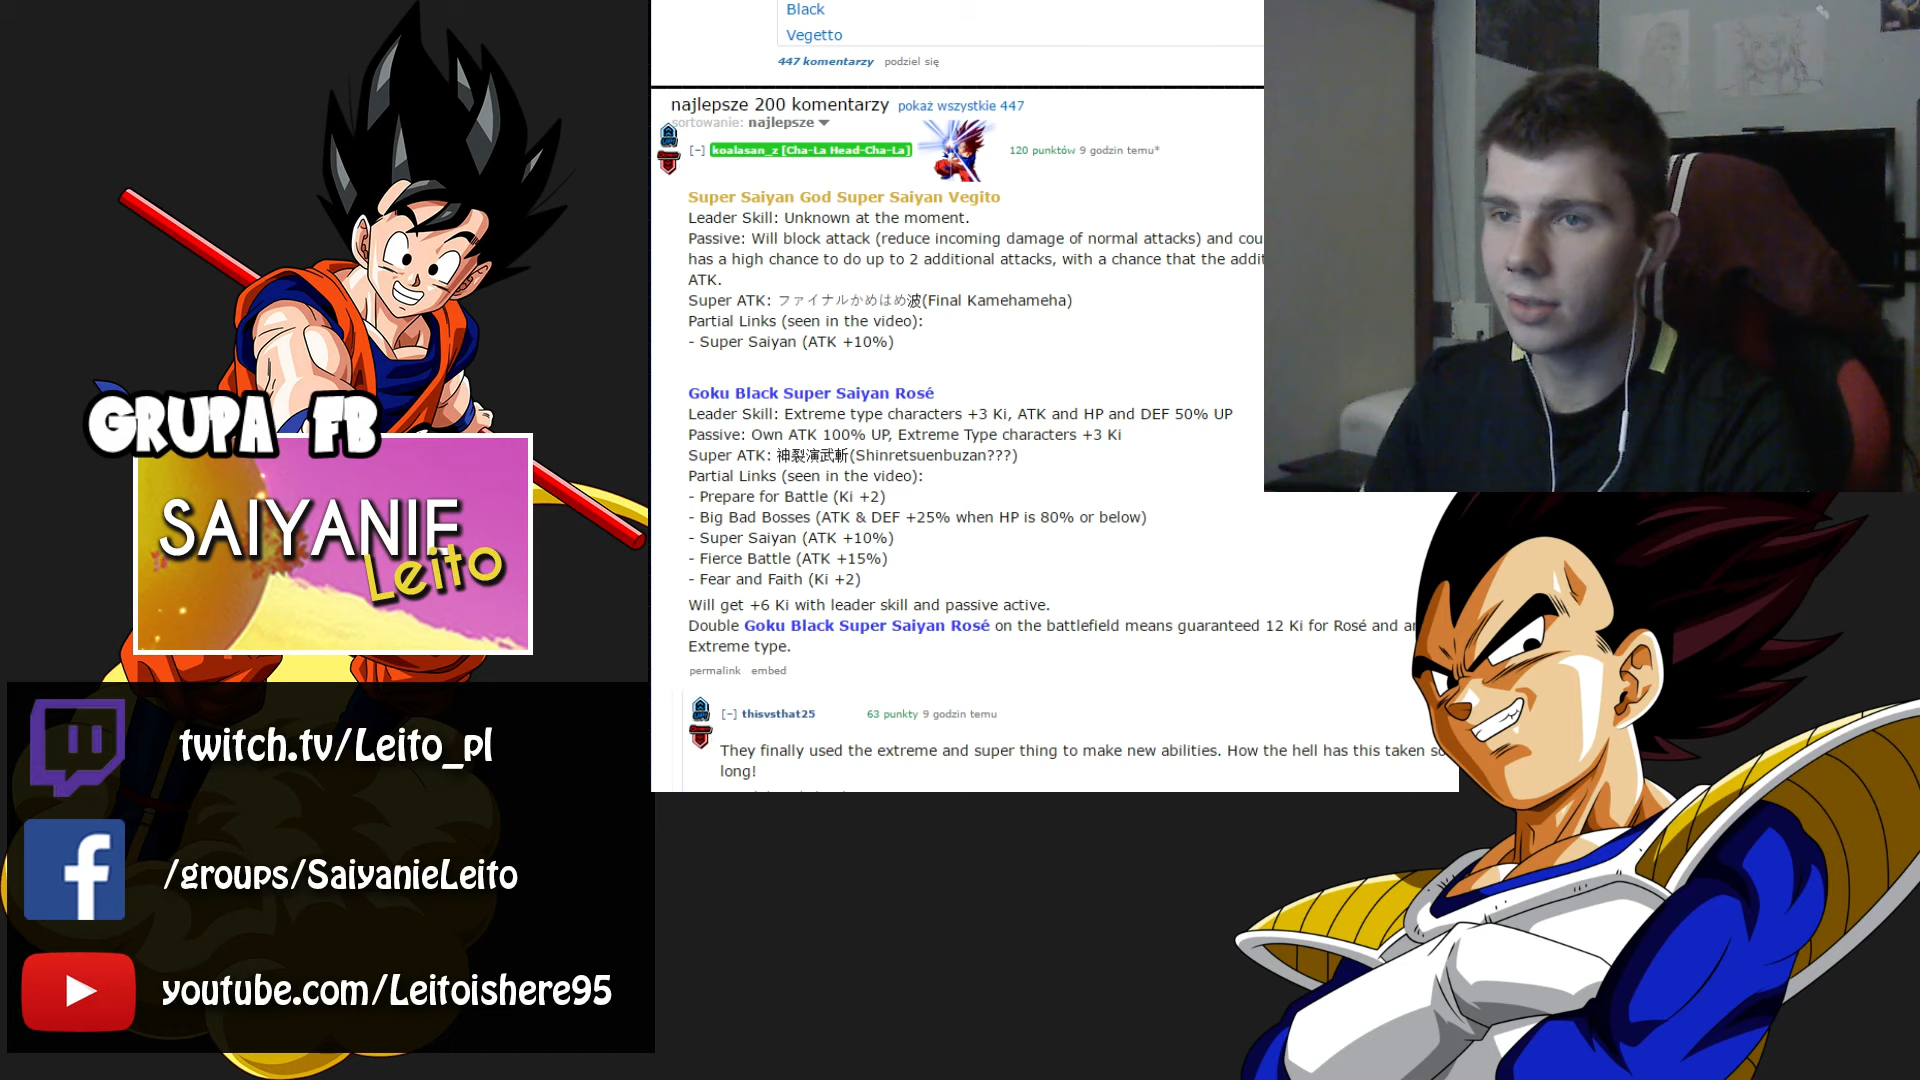 Black
Vegetto
447 komentarzy podziel się
najlepsze 200 komentarzy pokaż wszystkie 447
sortowanie: najlepsze
[–] koalasan_z [Cha-La Head-Cha-La] 120 punktów 9 godzin temu*
Super Saiyan God Super Saiyan Vegito
Leader Skill: Unknown at the moment.
Passive: Will block attack (reduce incoming damage of normal attacks) and cou
has a high chance to do up to 2 additional attacks, with a chance that the addit
ATK.
Super ATK: ファイナルかめはめ波(Final Kamehameha)
Partial Links (seen in the video):
- Super Saiyan (ATK +10%)
Goku Black Super Saiyan Rosé
Leader Skill: Extreme type characters +3 Ki, ATK and HP and DEF 50% UP
Passive: Own ATK 100% UP, Extreme Type characters +3 Ki
Super ATK: 神裂演武斬(Shinretsuenbuzan???)
Partial Links (seen in the video):
- Prepare for Battle (Ki +2)
- Big Bad Bosses (ATK & DEF +25% when HP is 80% or below)
- Super Saiyan (ATK +10%)
- Fierce Battle (ATK +15%)
- Fear and Faith (Ki +2)
Will get +6 Ki with leader skill and passive active.
Double Goku Black Super Saiyan Rosé on the battlefield means guaranteed 12 Ki for Rosé and ar
Extreme type.
permalink embed
[–] thisvsthat25 63 punkty 9 godzin temu
They finally used the extreme and super thing to make new abilities. How the hell has this taken so
long!
GRUPA FB
SAIYANIE
Leito
twitch.tv/Leito_pl
/groups/SaiyanieLeito
youtube.com/Leitoishere95